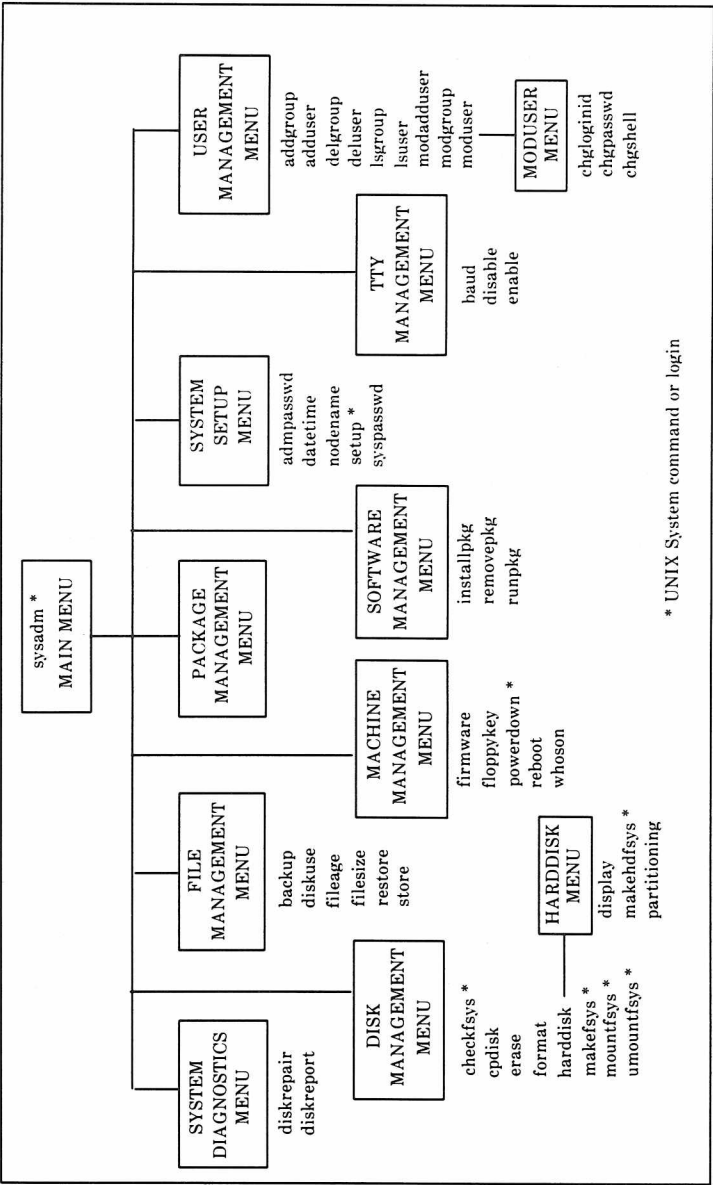 sysadm *
MAIN MENU
SYSTEM
DIAGNOSTICS
MENU
diskrepair
diskreport
DISK
MANAGEMENT
MENU
checkfsys *
cpdisk
erase
format
harddisk
makefsys *
mountfsys *
umountfsys *
HARDDISK
MENU
display
makehdfsys *
partitioning
FILE
MANAGEMENT
MENU
backup
diskuse
fileage
filesize
restore
store
MACHINE
MANAGEMENT
MENU
firmware
floppykey
powerdown *
reboot
whoson
PACKAGE
MANAGEMENT
MENU
SOFTWARE
MANAGEMENT
MENU
installpkg
removepkg
runpkg
SYSTEM
SETUP
MENU
admpasswd
datetime
nodename
setup *
syspasswd
TTY
MANAGEMENT
MENU
baud
disable
enable
USER
MANAGEMENT
MENU
addgroup
adduser
delgroup
deluser
lsgroup
lsuser
modadduser
modgroup
moduser
MODUSER
MENU
chgloginid
chgpasswd
chgshell
* UNIX System command or login